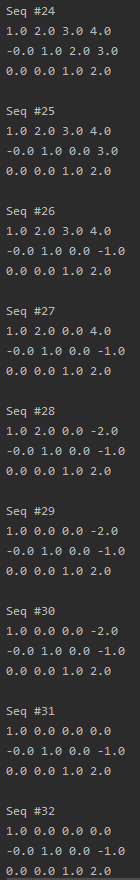 Seq #24
1.0 2.0 3.0 4.0
-0.0 1.0 2.0 3.0
0.0 0.0 1.0 2.0
Seq #25
1.0 2.0 3.0 4.0
-0.0 1.0 0.0 3.0
0.0 0.0 1.0 2.0
Seq #26
1.0 2.0 3.0 4.0
-0.0 1.0 0.0 -1.0
0.0 0.0 1.0 2.0
Seq #27
1.0 2.0 0.0 4.0
-0.0 1.0 0.0 -1.0
0.0 0.0 1.0 2.0
Seq #28
1.0 2.0 0.0 -2.0
-0.0 1.0 0.0 -1.0
0.0 0.0 1.0 2.0
Seq #29
1.0 0.0 0.0 -2.0
-0.0 1.0 0.0 -1.0
0.0 0.0 1.0 2.0
Seq #30
1.0 0.0 0.0 -2.0
-0.0 1.0 0.0 -1.0
0.0 0.0 1.0 2.0
Seq #31
1.0 0.0 0.0 0.0
-0.0 1.0 0.0 -1.0
0.0 0.0 1.0 2.0
Seq #32
1.0 0.0 0.0 0.0
-0.0 1.0 0.0 -1.0
0.0 0.0 1.0 2.0